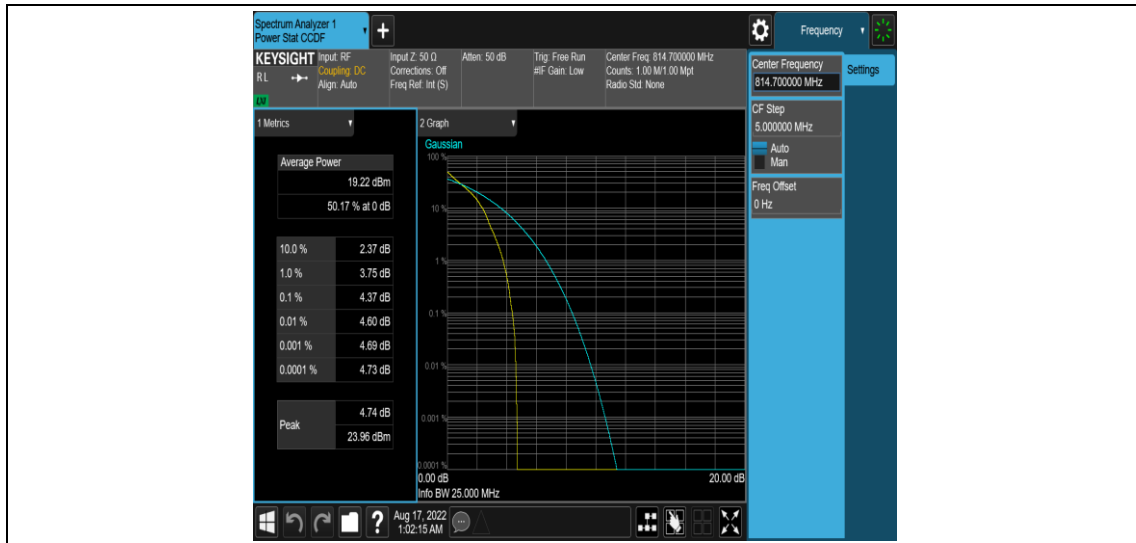 Spectrum Analyzer 1
Power Stat CCDF
+
Frequency
KEYSIGHT
RL
LXI
Input: RF
Coupling: DC
Align: Auto
Input Z: 50 Ω
Corrections: Off
Freq Ref: Int (S)
Atten: 50 dB
Trig: Free Run
#IF Gain: Low
Center Freq: 814.700000 MHz
Counts: 1.00 M/1.00 Mpt
Radio Std: None
Center Frequency
814.700000 MHz
Settings
CF Step
5.000000 MHz
Auto
Man
Freq Offset
0 Hz
1 Metrics
Average Power
19.22 dBm
50.17 % at 0 dB
10.0 % 2.37 dB
1.0 % 3.75 dB
0.1 % 4.37 dB
0.01 % 4.60 dB
0.001 % 4.69 dB
0.0001 % 4.73 dB
Peak
4.74 dB
23.96 dBm
2 Graph
Gaussian
100 %
10 %
1 %
0.1 %
0.01 %
0.001 %
0.0001 %
0.00 dB 20.00 dB
Info BW 25.000 MHz
?
Aug 17, 2022
1:02:15 AM